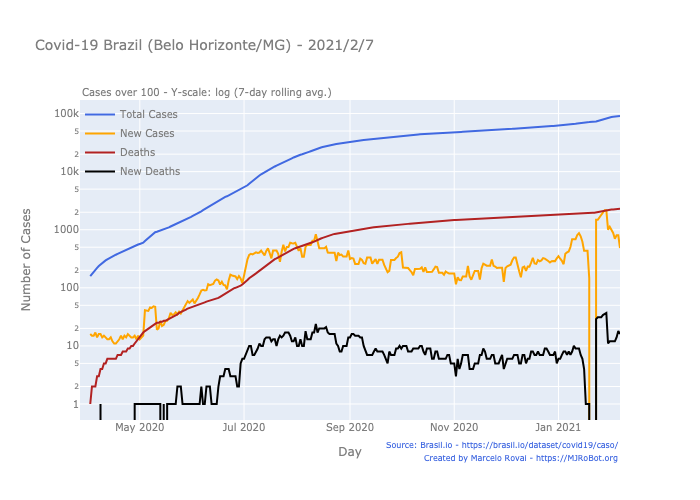 Covid-19 Brazil (Belo Horizonte/MG) - 2021/2/7
Cases over 100 - Y-scale: log (7-day rolling avg.)
Total Cases
New Cases
Deaths
New Deaths
Number of Cases
100k
5
2
10k
5
2
1000
5
2
100
5
2
10
5
2
1
May 2020
Jul 2020
Sep 2020
Nov 2020
Jan 2021
Day
Source: Brasil.io - https://brasil.io/dataset/covid19/caso/
Created by Marcelo Rovai - https://MJRoBot.org